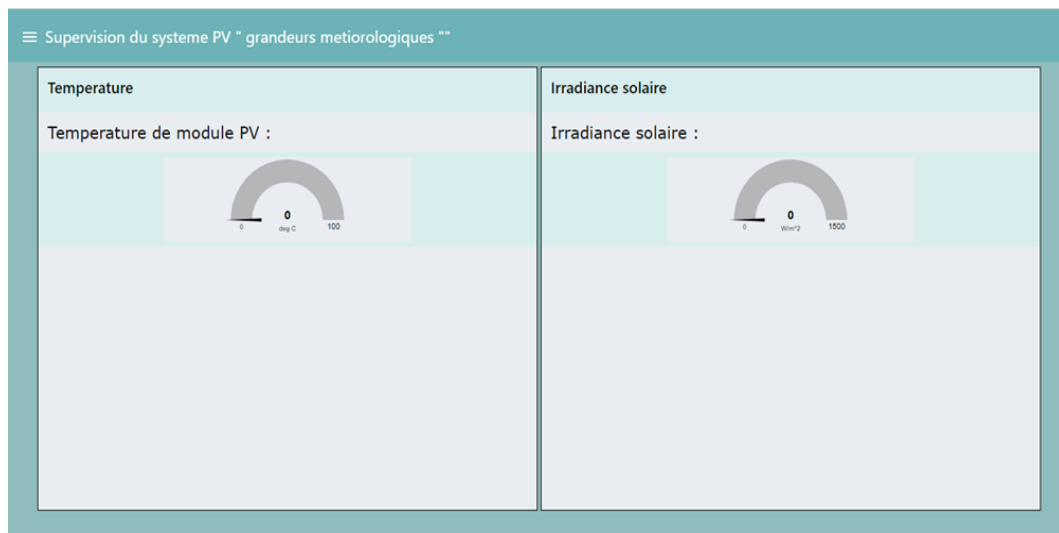 Supervision du systeme PV " grandeurs metiorologiques ""
Temperature
Temperature de module PV :
0
0
deg C
100
Irradiance solaire
Irradiance solaire :
0
0
W/m^2
1500